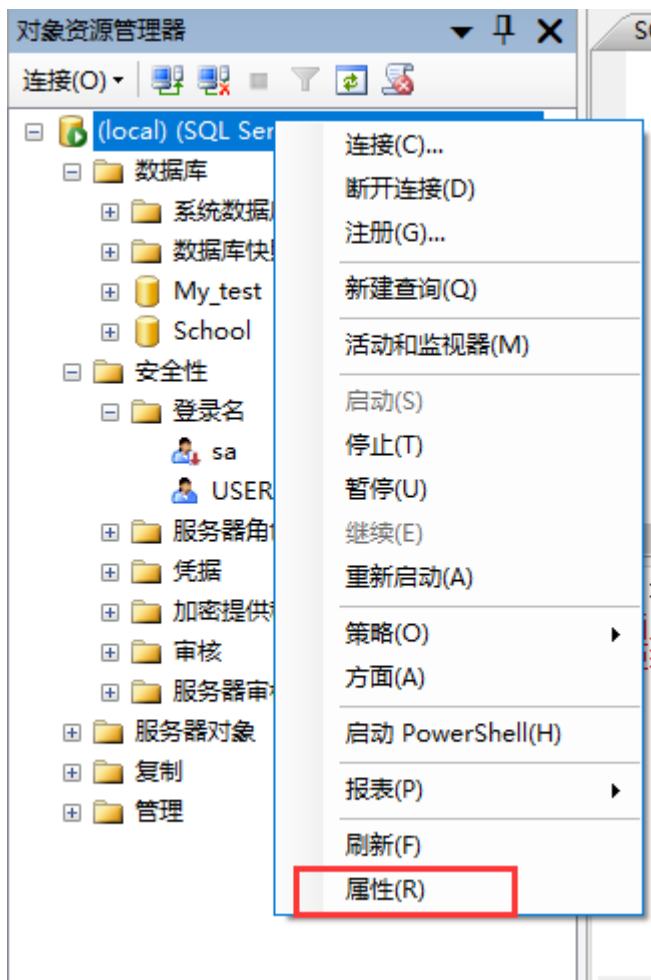 对象资源管理器
连接(O)
(local) (SQL Ser
数据库
系统数据
数据库快
My_test
School
安全性
登录名
sa
USER
服务器角
凭据
加密提供
审核
服务器审
服务器对象
复制
管理
连接(C)...
断开连接(D)
注册(G)...
新建查询(Q)
活动和监视器(M)
启动(S)
停止(T)
暂停(U)
继续(E)
重新启动(A)
策略(O)
方面(A)
启动 PowerShell(H)
报表(P)
刷新(F)
属性(R)